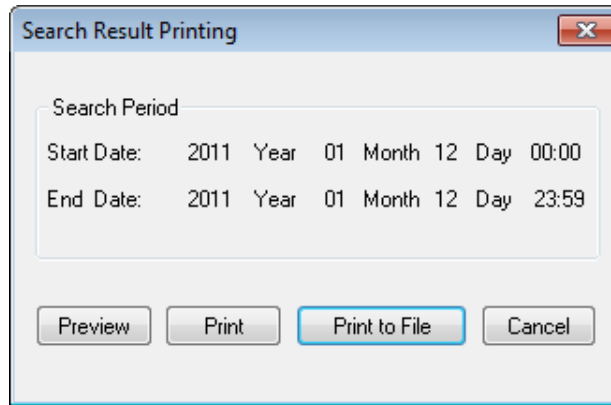 Search Result Printing
Search Period
Start Date: 2011 Year 01 Month 12 Day 00:00
End Date: 2011 Year 01 Month 12 Day 23:59
Preview Print Print to File Cancel